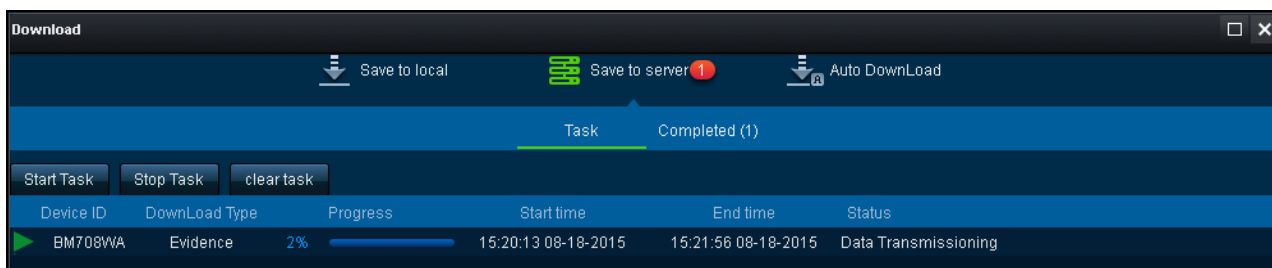 Download
Save to local Save to server 1 A Auto DownLoad
Task Completed (1)
Start Task Stop Task clear task
Device ID DownLoad Type Progress Start time End time Status
BM708WA Evidence 2% 15:20:13 08-18-2015 15:21:56 08-18-2015 Data Transmissioning